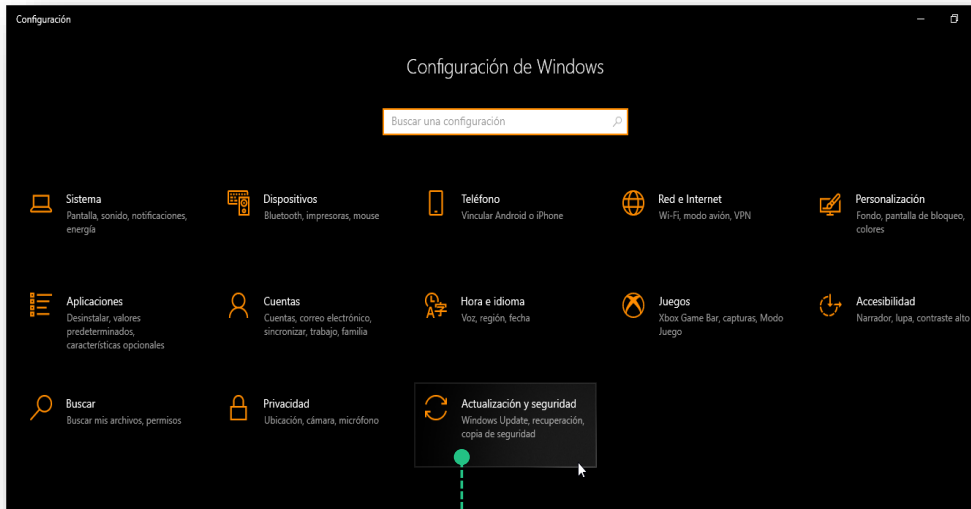 Configuración
Configuración de Windows
Buscar una configuración
Sistema
Pantalla, sonido, notificaciones,
energía
Dispositivos
Bluetooth, impresoras, mouse
Teléfono
Vincular Android o iPhone
Red e Internet
Wi-Fi, modo avión, VPN
Personalización
Fondo, pantalla de bloqueo,
colores
Aplicaciones
Desinstalar, valores
predeterminados,
características opcionales
Cuentas
Cuentas, correo electrónico,
sincronizar, trabajo, familia
Hora e idioma
Voz, región, fecha
Juegos
Xbox Game Bar, capturas, Modo
Juego
Accesibilidad
Narrador, lupa, contraste alto
Buscar
Buscar mis archivos, permisos
Privacidad
Ubicación, cámara, micrófono
Actualización y seguridad
Windows Update, recuperación,
copia de seguridad